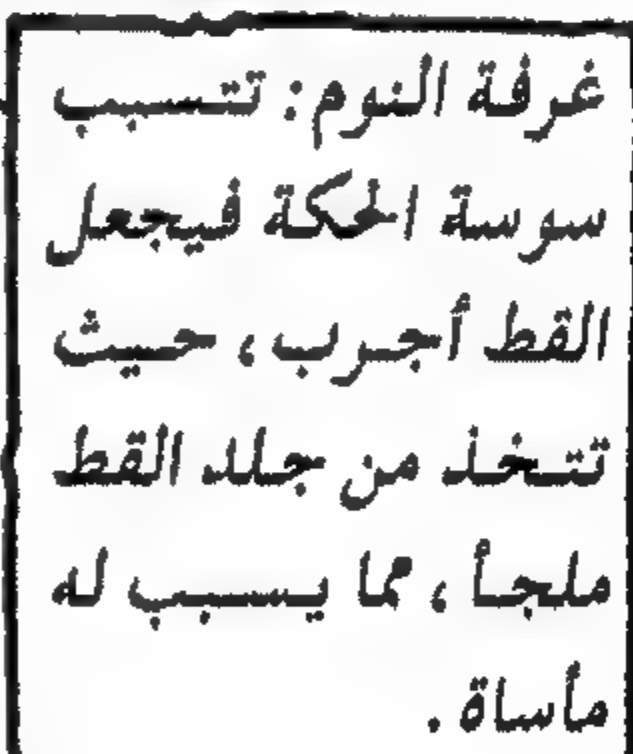 غرفة النوم: تتسبب
سوسة الحكة فيجعل
القط أجرب، حيث
تتخذ من جلد القط
ملجأ، مما يسبب له
مأساة.